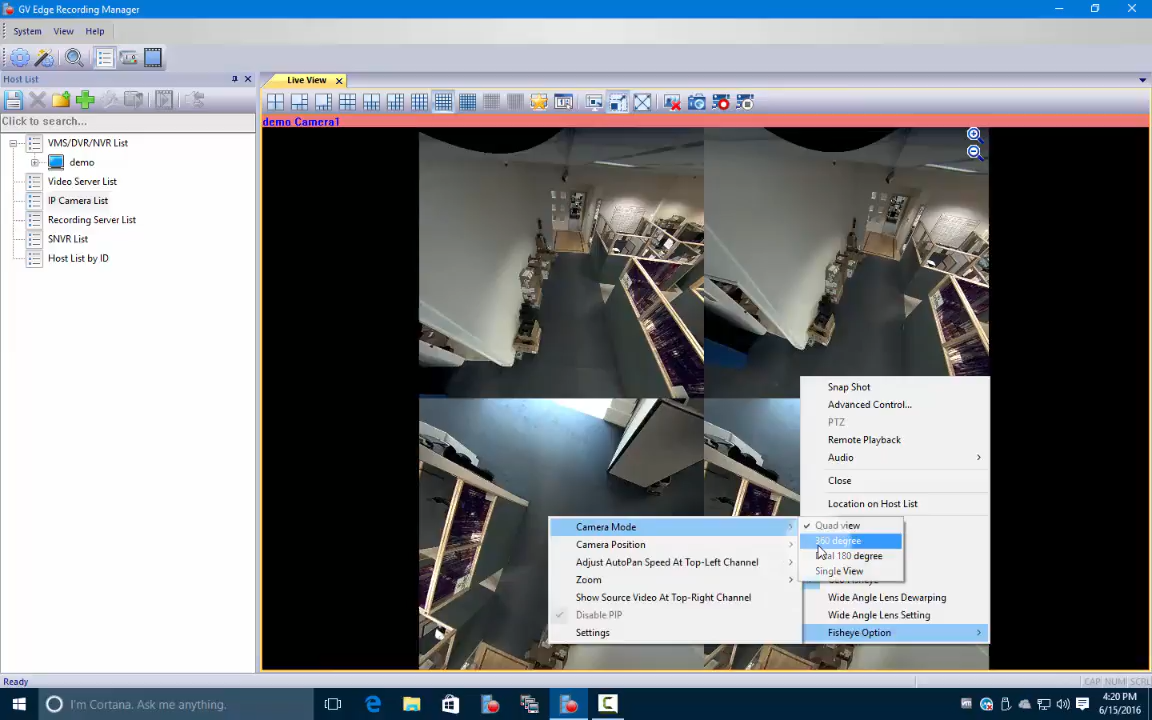 GV Edge Recording Manager
System View Help
Host List
Click to search...
VMS/DVR/NVR List
demo
Video Server List
IP Camera List
Recording Server List
SNVR List
Host List by ID
Live View
demo Camera1
Snap Shot
Advanced Control...
PTZ
Remote Playback
Audio
Close
Location on Host List
Wide Angle Lens Dewarping
Wide Angle Lens Setting
Fisheye Option
Camera Mode
Camera Position
Adjust AutoPan Speed At Top-Left Channel
Zoom
Show Source Video At Top-Right Channel
Disable PIP
Settings
Quad view
360 degree
180 degree
Single View
Ready
CAP NUM SCRL
I'm Cortana. Ask me anything.
4:20 PM
6/15/2016